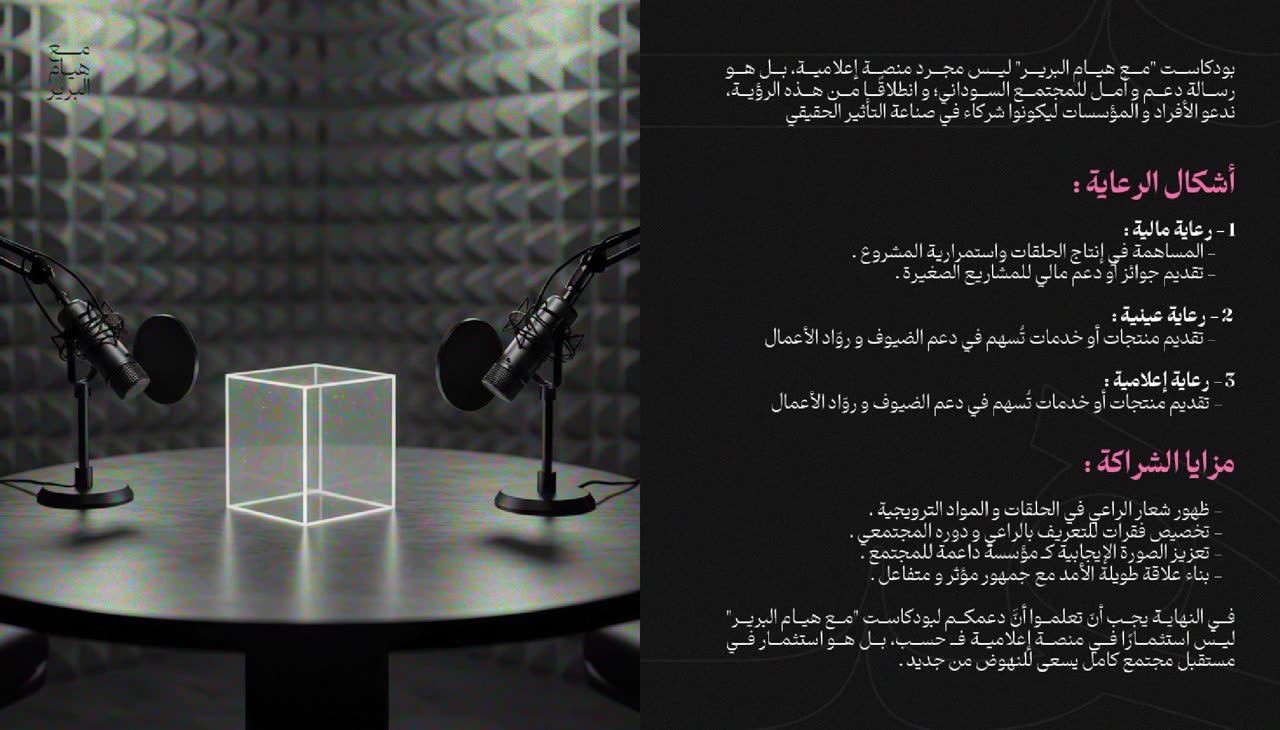 مع
هيام
البرير
بودكاست "مع هيام البرير" ليس مجرد منصة إعلامية، بل هو
رسالة دعم و أمل للمجتمع السوداني؛ و انطلاقًا من هذه الرؤية،
ندعو الأفراد و المؤسسات ليكونوا شركاء في صناعة التأثير الحقيقي
أشكال الرعاية :
1 - رعاية مالية :
- المساهمة في إنتاج الحلقات واستمرارية المشروع .
- تقديم جوائز أو دعم مالي للمشاريع الصغيرة .
2 - رعاية عينية :
- تقديم منتجات أو خدمات تُسهم في دعم الضيوف و روّاد الأعمال
3 - رعاية إعلامية :
- تقديم منتجات أو خدمات تُسهم في دعم الضيوف و روّاد الأعمال
مزايا الشراكة :
- ظهور شعار الراعي في الحلقات و المواد الترويجية .
- تخصيص فقرات للتعريف بالراعي و دوره المجتمعي .
- تعزيز الصورة الإيجابية كـ مؤسسة داعمة للمجتمع .
- بناء علاقة طويلة الأمد مع جمهور مؤثر و متفاعل .
في النهاية يجب أنَ تعلموا أنَّ دعمكم لبودكاست "مع هيام البرير"
ليس استثمارًا في منصة إعلامية فـ حسب، بل هو استثمار في
مستقبل مجتمع كامل يسعى للنهوض من جديد .